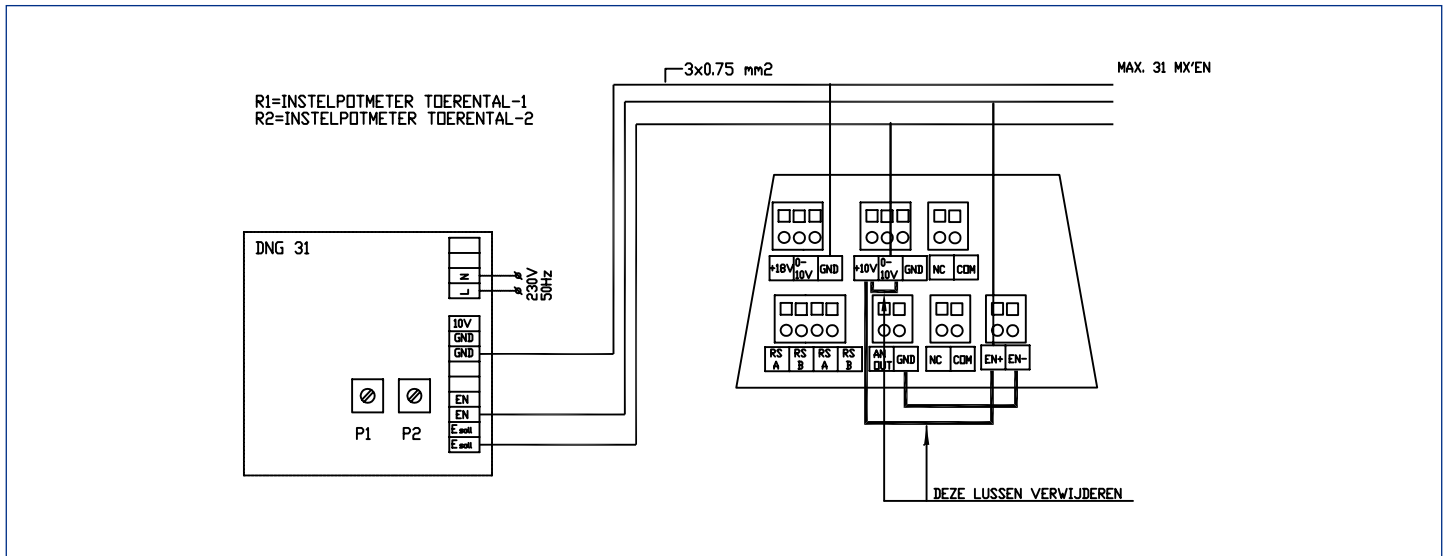 3x0.75 mm2
MAX. 31 MX'EN
R1=INSTELPOTMETER TOERENTAL-1
R2=INSTELPOTMETER TOERENTAL-2
DNG 31
N
L
230V
50Hz
10V
GND
GND
EN
EN
E soll
E soll
P1 P2
+18V 0-10V GND
+10V 0-10V GND
NC COM
RS A RS B RS A RS B
AN OUT GND
NC COM
EN+ EN-
DEZE LUSSEN VERWIJDEREN